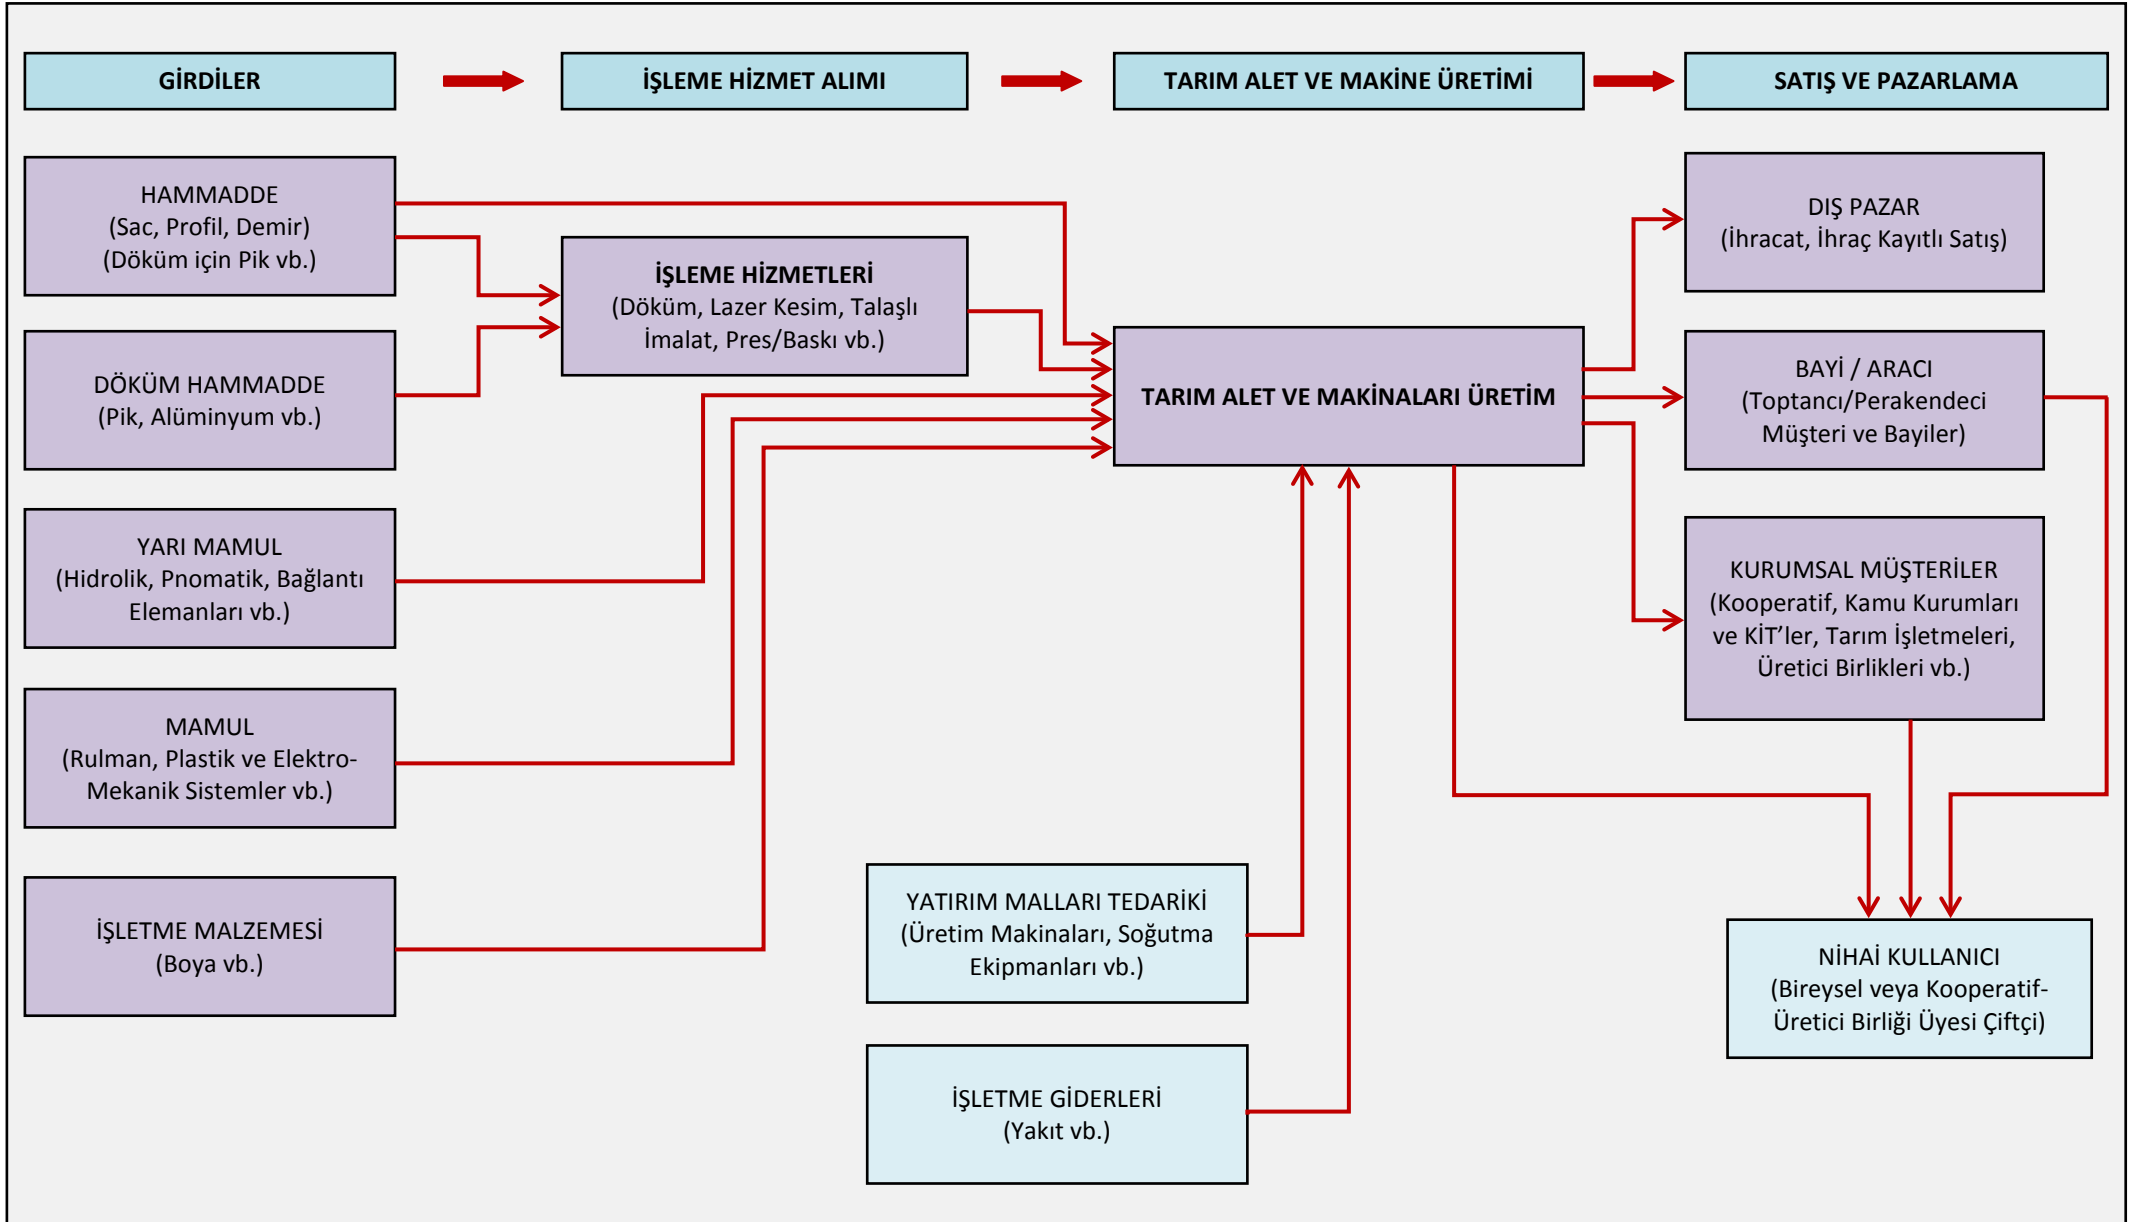 GİRDİLER
İŞLEME HİZMET ALIMI
TARIM ALET VE MAKİNE ÜRETİMİ
SATIŞ VE PAZARLAMA
HAMMADDE
(Sac, Profil, Demir)
(Döküm için Pik vb.)
DÖKÜM HAMMADDE
(Pik, Alüminyum vb.)
YARI MAMUL
(Hidrolik, Pnomatik, Bağlantı
Elemanları vb.)
MAMUL
(Rulman, Plastik ve Elektro-
Mekanik Sistemler vb.)
İŞLETME MALZEMESİ
(Boya vb.)
İŞLEME HİZMETLERİ
(Döküm, Lazer Kesim, Talaşlı
İmalat, Pres/Baskı vb.)
TARIM ALET VE MAKİNALARI ÜRETİM
YATIRIM MALLARI TEDARİKİ
(Üretim Makinaları, Soğutma
Ekipmanları vb.)
İŞLETME GİDERLERİ
(Yakıt vb.)
DIŞ PAZAR
(İhracat, İhraç Kayıtlı Satış)
BAYİ / ARACI
(Toptancı/Perakendeci
Müşteri ve Bayiler)
KURUMSAL MÜŞTERİLER
(Kooperatif, Kamu Kurumları
ve KİT’ler, Tarım İşletmeleri,
Üretici Birlikleri vb.)
NİHAİ KULLANICI
(Bireysel veya Kooperatif-
Üretici Birliği Üyesi Çiftçi)